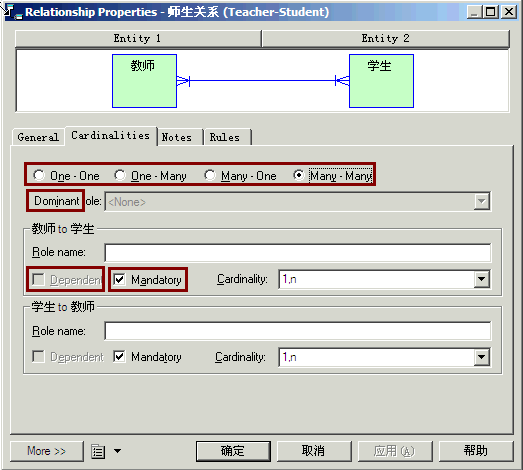 Relationship Properties - 师生关系 (Teacher-Student)
Entity 1 Entity 2
教师 学生
General Cardinalities Notes Rules
One - One One - Many Many - One Many - Many
Dominant ole: <None>
教师 to 学生
Role name:
Dependent Mandatory Cardinality: 1,n
学生 to 教师
Role name:
Dependent Mandatory Cardinality: 1,n
More >> 确定 取消 应用(A) 帮助